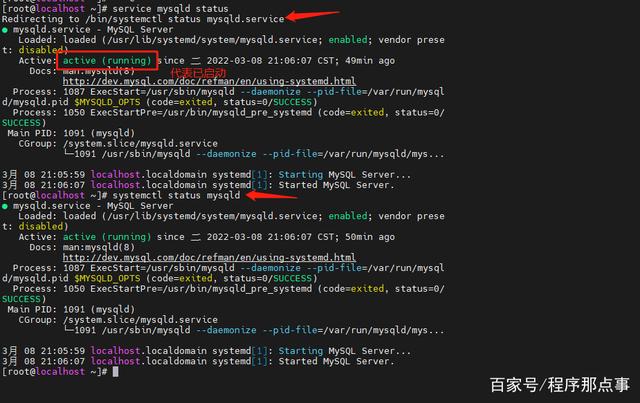 [root@localhost ~]# service mysqld status
Redirecting to /bin/systemctl status mysqld.service
● mysqld.service - MySQL Server
Loaded: loaded (/usr/lib/systemd/system/mysqld.service; enabled; vendor prese
t: disabled)
Active: active (running) since 二 2022-03-08 21:06:07 CST; 49min ago
代表已启动
Docs: man:mysqld(8)
http://dev.mysql.com/doc/refman/en/using-systemd.html
Process: 1087 ExecStart=/usr/sbin/mysqld --daemonize --pid-file=/var/run/mysql
d/mysqld.pid $MYSQLD_OPTS (code=exited, status=0/SUCCESS)
Process: 1050 ExecStartPre=/usr/bin/mysqld_pre_systemd (code=exited, status=0/
SUCCESS)
Main PID: 1091 (mysqld)
CGroup: /system.slice/mysqld.service
└─1091 /usr/sbin/mysqld --daemonize --pid-file=/var/run/mysqld/mys...
3月 08 21:05:59 localhost.localdomain systemd[1]: Starting MySQL Server...
3月 08 21:06:07 localhost.localdomain systemd[1]: Started MySQL Server.
[root@localhost ~]# systemctl status mysqld
● mysqld.service - MySQL Server
Loaded: loaded (/usr/lib/systemd/system/mysqld.service; enabled; vendor prese
t: disabled)
Active: active (running) since 二 2022-03-08 21:06:07 CST; 50min ago
Docs: man:mysqld(8)
http://dev.mysql.com/doc/refman/en/using-systemd.html
Process: 1087 ExecStart=/usr/sbin/mysqld --daemonize --pid-file=/var/run/mysql
d/mysqld.pid $MYSQLD_OPTS (code=exited, status=0/SUCCESS)
Process: 1050 ExecStartPre=/usr/bin/mysqld_pre_systemd (code=exited, status=0/
SUCCESS)
Main PID: 1091 (mysqld)
CGroup: /system.slice/mysqld.service
└─1091 /usr/sbin/mysqld --daemonize --pid-file=/var/run/mysqld/mys...
3月 08 21:05:59 localhost.localdomain systemd[1]: Starting MySQL Server...
3月 08 21:06:07 localhost.localdomain systemd[1]: Started MySQL Server.
[root@localhost ~]#
百家号/程序那点事